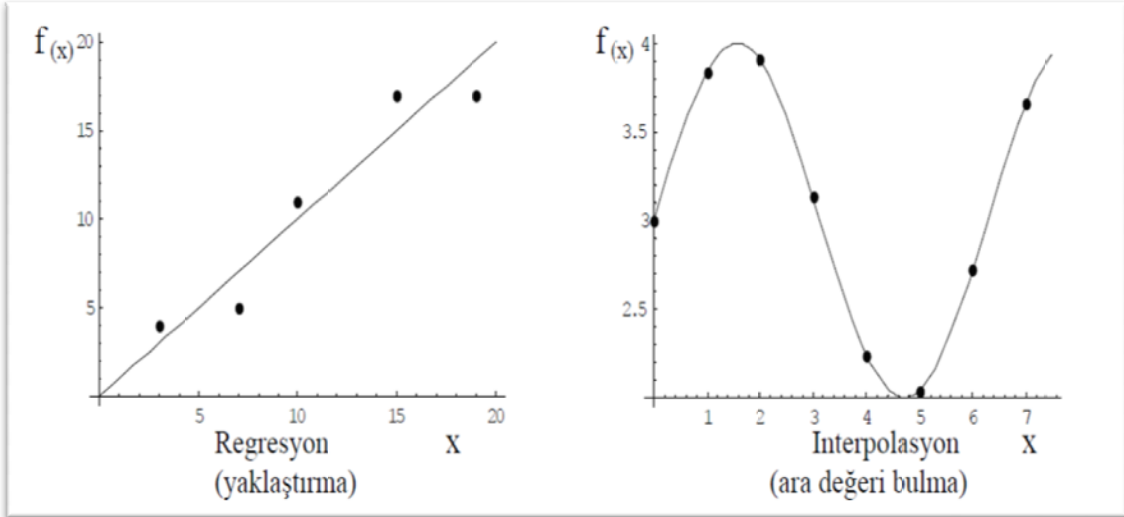 f(x)
20
15
10
5
5 10 15 20
Regresyon x
(yaklaştırma)
f(x)
4
3.5
3
2.5
1 2 3 4 5 6 7
Interpolasyon x
(ara değeri bulma)